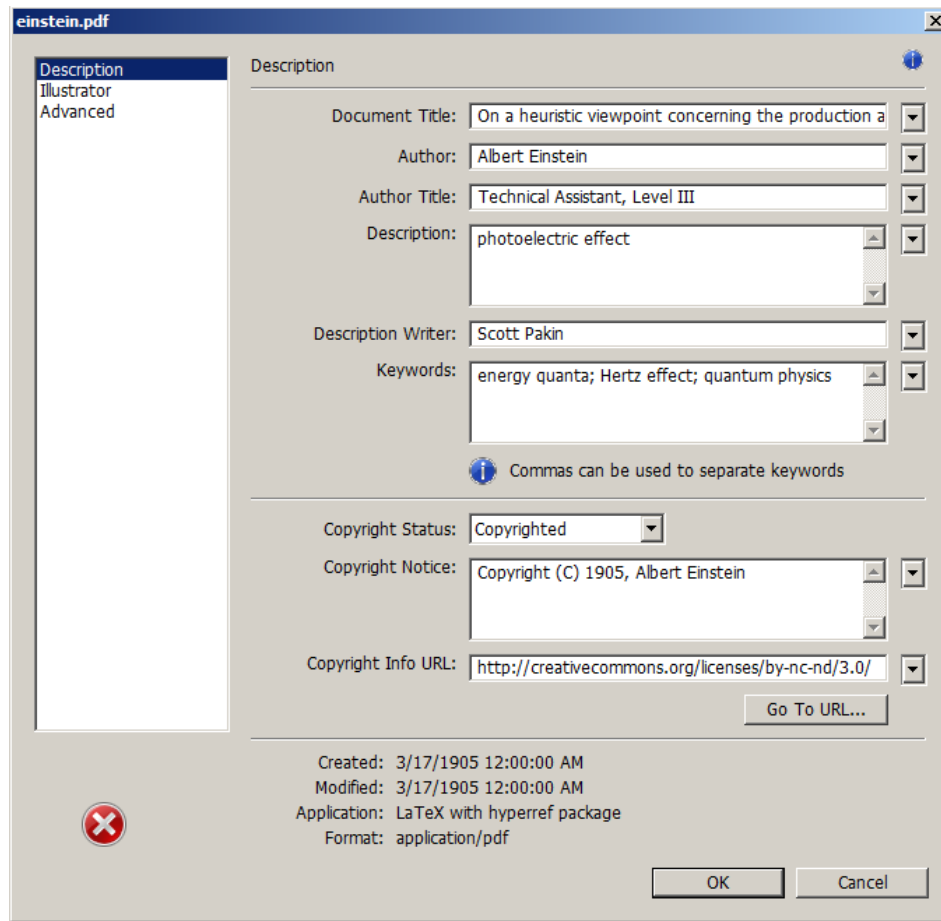 einstein.pdf
Description
Illustrator
Advanced
Description
Document Title: On a heuristic viewpoint concerning the production a
Author: Albert Einstein
Author Title: Technical Assistant, Level III
Description: photoelectric effect
Description Writer: Scott Pakin
Keywords: energy quanta; Hertz effect; quantum physics
Commas can be used to separate keywords
Copyright Status: Copyrighted
Copyright Notice: Copyright (C) 1905, Albert Einstein
Copyright Info URL: http://creativecommons.org/licenses/by-nc-nd/3.0/
Go To URL...
Created: 3/17/1905 12:00:00 AM
Modified: 3/17/1905 12:00:00 AM
Application: LaTeX with hyperref package
Format: application/pdf
OK Cancel